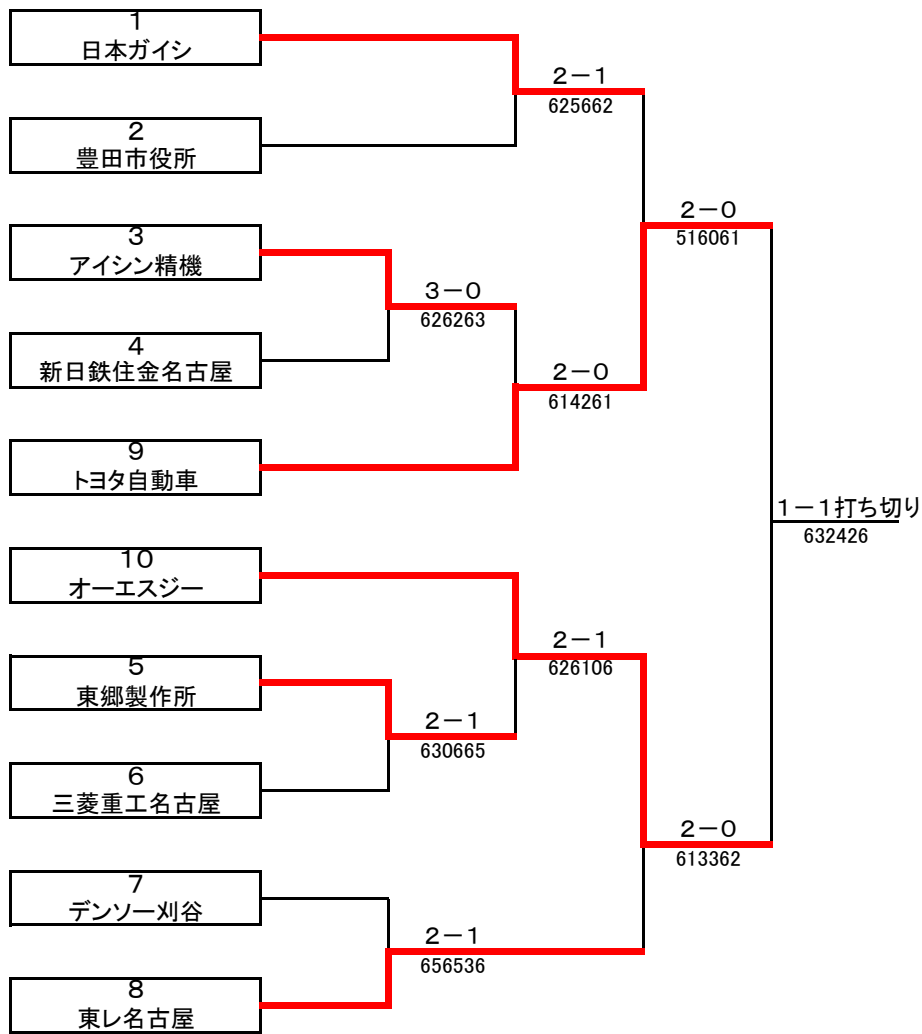 1
日本ガイシ
2
豊田市役所
3
アイシン精機
4
新日鉄住金名古屋
9
トヨタ自動車
10
オーエスジー
5
東郷製作所
6
三菱重工名古屋
7
デンソー刈谷
8
東レ名古屋
3－0
626263
2－1
630665
2－1
656536
2－1
625662
2－0
614261
2－1
626106
2－0
516061
2－0
613362
1－1打ち切り
632426